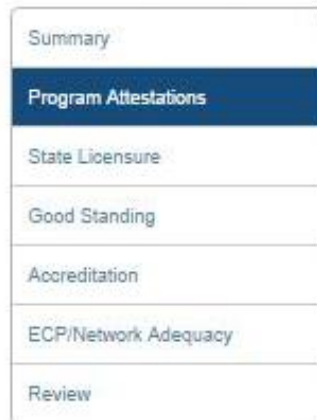 Summary
Program Attestations
State Licensure
Good Standing
Accreditation
ECP/Network Adequacy
Review